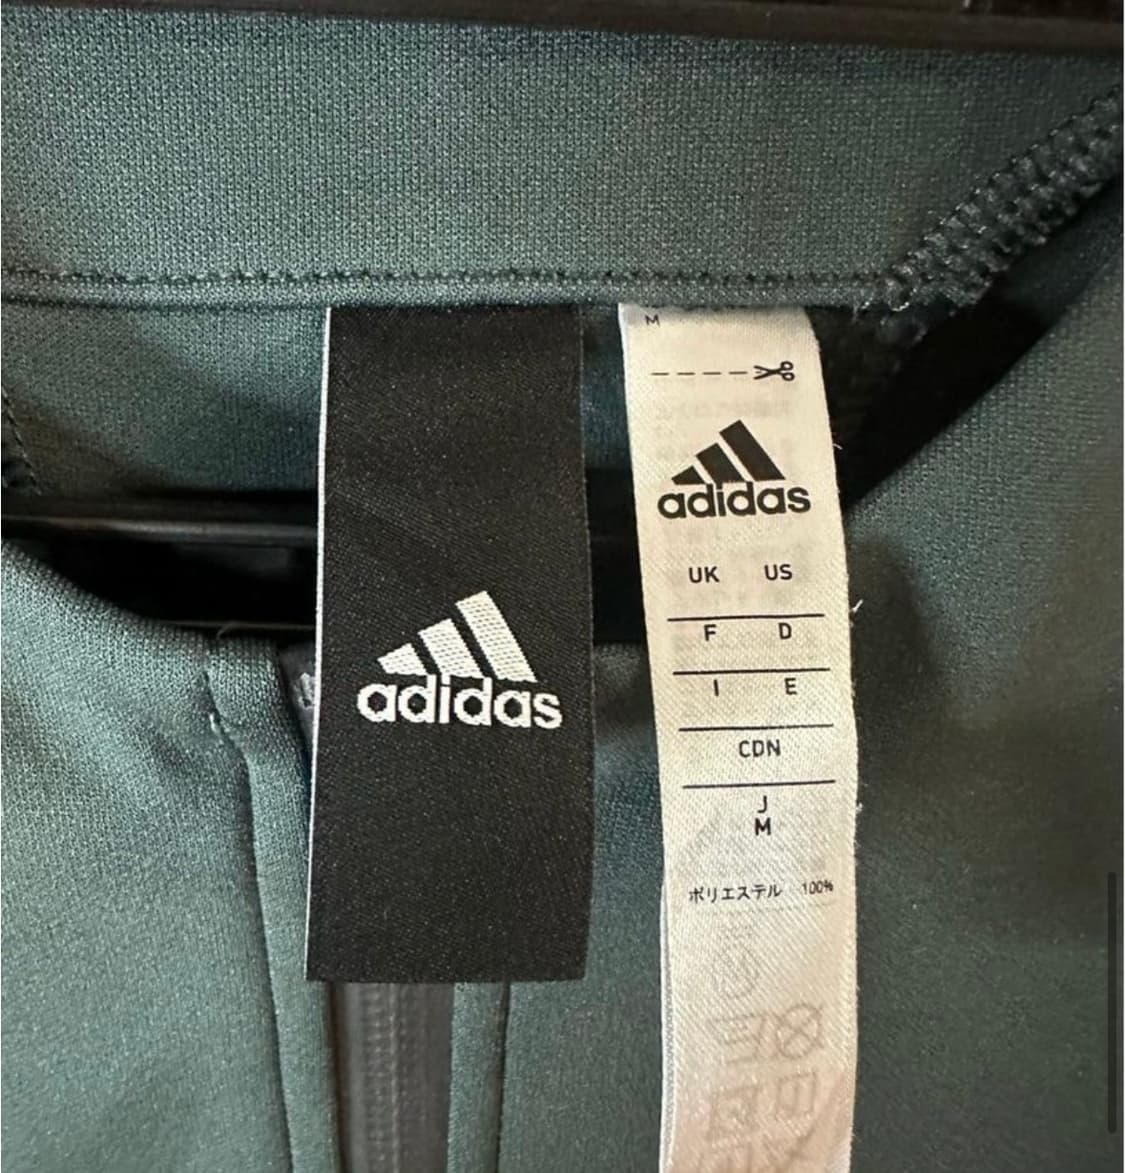 adidas
M
adidas
UK US
F D
I E
CDN
J
M
ポリエステル 100%